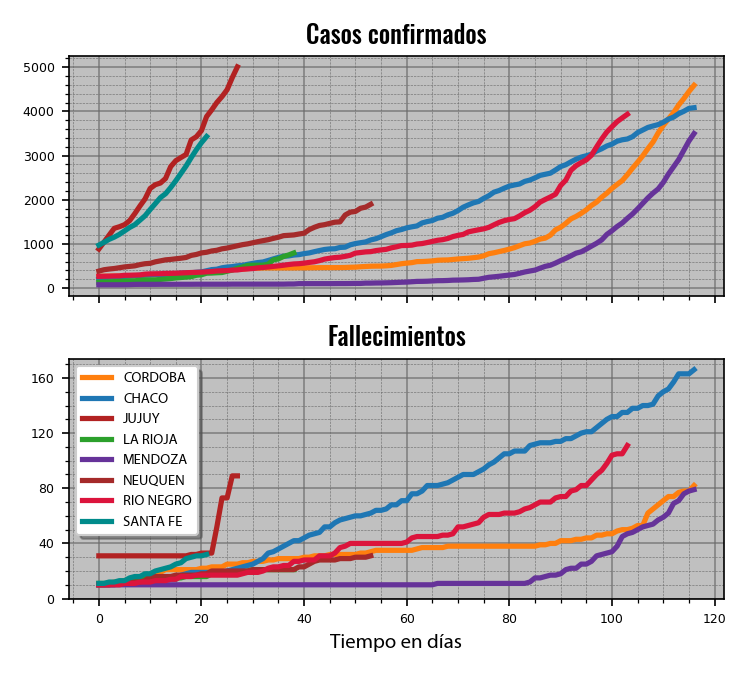 Casos confirmados
5000
4000
3000
2000
1000
0
Fallecimientos
160
120
80
40
0
CORDOBA
CHACO
JUJUY
LA RIOJA
MENDOZA
NEUQUEN
RIO NEGRO
SANTA FE
0 20 40 60 80 100 120
Tiempo en días